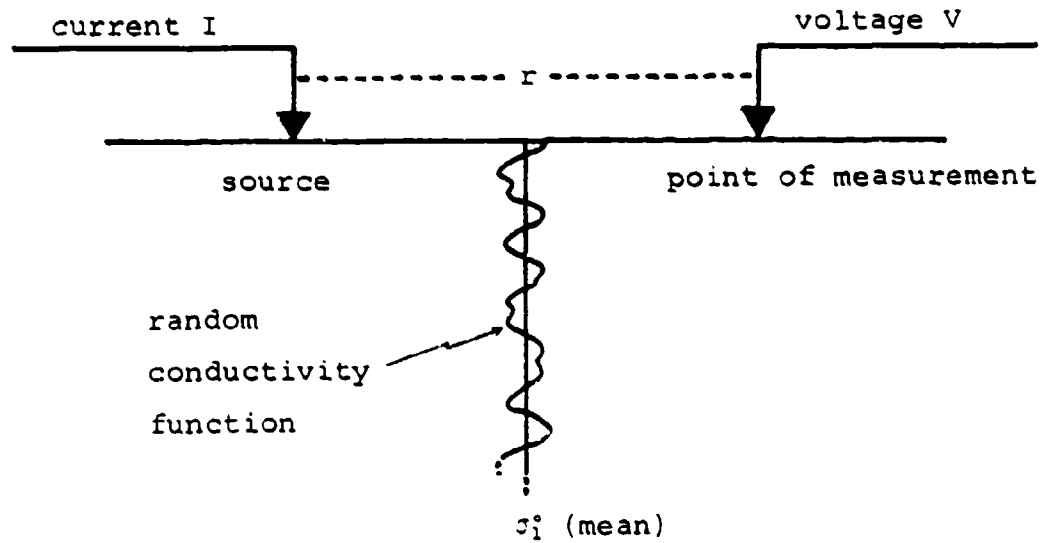 current I
voltage V
r
source
point of measurement
random
conductivity
function
(mean)